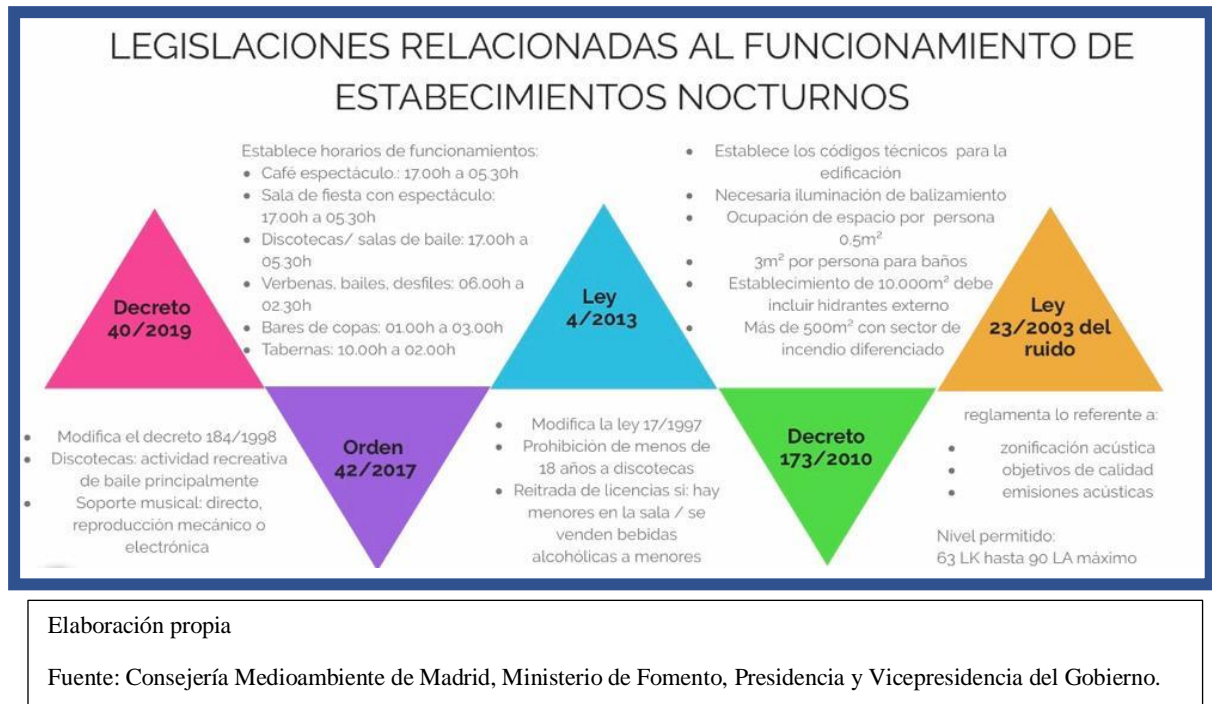 LEGISLACIONES RELACIONADAS AL FUNCIONAMIENTO DE
ESTABECIMIENTOS NOCTURNOS
Decreto
40/2019
• Modifica el decreto 184/1998
• Discotecas: actividad recreativa
de baile principalmente
• Soporte musical: directo,
reproducción mecánico o
electrónica
Establece horarios de funcionamientos:
• Café espectáculo.: 17.00h a 05.30h
• Sala de fiesta con espectáculo:
17.00h a 05.30h
• Discotecas/ salas de baile: 17.00h a
05.30h
• Verbenas, bailes, desfiles: 06.00h a
02.30h
• Bares de copas: 01.00h a 03.00h
• Tabernas: 10.00h a 02.00h
Orden
42/2017
Ley
4/2013
• Modifica la ley 17/1997
• Prohibición de menos de
18 años a discotecas
• Reitrada de licencias si: hay
menores en la sala / se
venden bebidas
alcohólicas a menores
• Establece los códigos técnicos para la
edificación
• Necesaria iluminación de balizamiento
• Ocupación de espacio por persona
0.5m²
• 3m² por persona para baños
• Establecimiento de 10.000m² debe
incluir hidrantes externo
• Más de 500m² con sector de
incendio diferenciado
Decreto
173/2010
Ley
23/2003 del
ruido
reglamenta lo referente a:
• zonificación acústica
• objetivos de calidad
• emisiones acústicas
Nivel permitido:
63 LK hasta 90 LA máximo
Elaboración propia
Fuente: Consejería Medioambiente de Madrid, Ministerio de Fomento, Presidencia y Vicepresidencia del Gobierno.